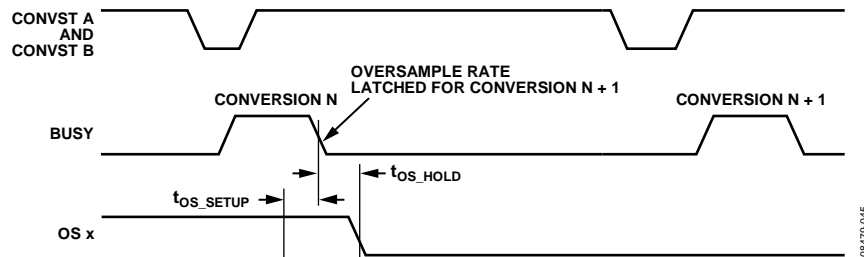 CONVST A
AND
CONVST B
OVERSAMPLE RATE
LATCHED FOR CONVERSION N + 1
CONVERSION N
CONVERSION N + 1
BUSY
tOS_HOLD
tOS_SETUP
OS x
08479-045